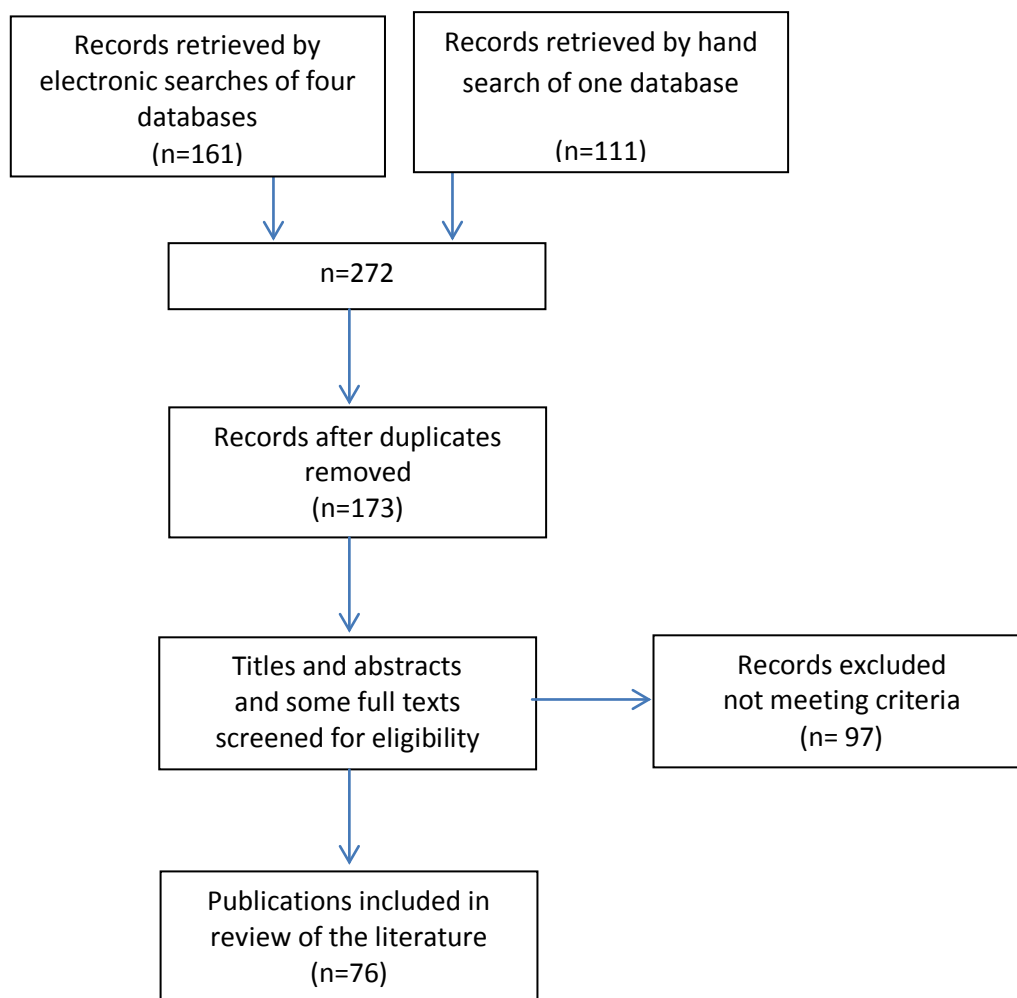 Records retrieved by
electronic searches of four
databases
(n=161)
Records retrieved by hand
search of one database
(n=111)
n=272
Records after duplicates
removed
(n=173)
Titles and abstracts
and some full texts
screened for eligibility
Records excluded
not meeting criteria
(n= 97)
Publications included in
review of the literature
(n=76)